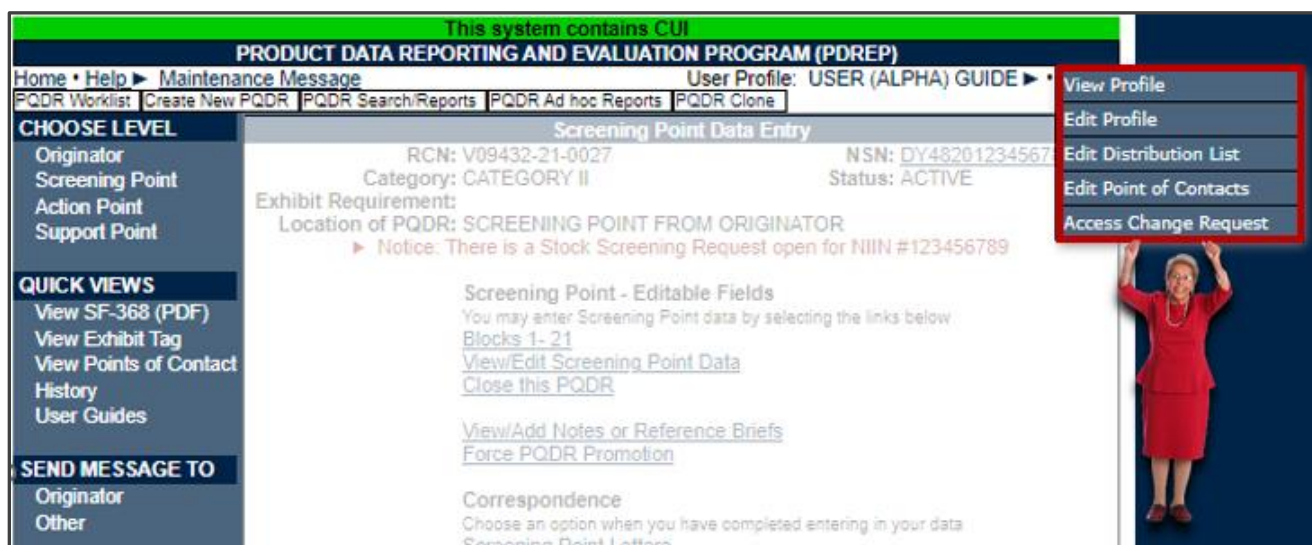 This system contains CUI
PRODUCT DATA REPORTING AND EVALUATION PROGRAM (PDREP)
Home • Help ► Maintenance Message User Profile: USER (ALPHA) GUIDE ► •
PQDR Worklist Create New PQDR PQDR Search/Reports PQDR Ad hoc Reports PQDR Clone
View Profile
Edit Profile
Edit Distribution List
Edit Point of Contacts
Access Change Request
CHOOSE LEVEL
Originator
Screening Point
Action Point
Support Point
QUICK VIEWS
View SF-368 (PDF)
View Exhibit Tag
View Points of Contact
History
User Guides
SEND MESSAGE TO
Originator
Other
Screening Point Data Entry
RCN: V09432-21-0027 NSN: DY482012345678
Category: CATEGORY II Status: ACTIVE
Exhibit Requirement:
Location of PQDR: SCREENING POINT FROM ORIGINATOR
► Notice: There is a Stock Screening Request open for NIIN #123456789
Screening Point - Editable Fields
You may enter Screening Point data by selecting the links below
Blocks 1- 21
View/Edit Screening Point Data
Close this PQDR
View/Add Notes or Reference Briefs
Force PQDR Promotion
Correspondence
Choose an option when you have completed entering in your data
Screening Point Letters